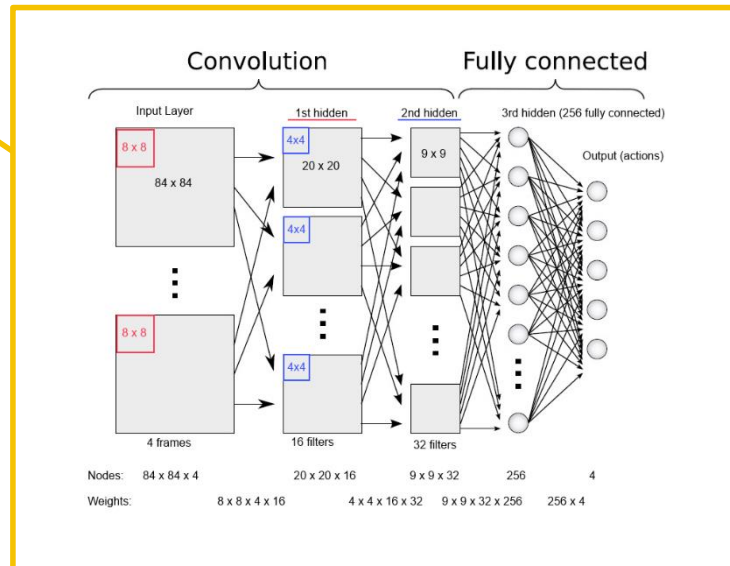 Convolution Fully connected
Input Layer 1st hidden 2nd hidden 3rd hidden (256 fully connected)
Output (actions)
8 x 8 4x4
84 x 84 20 x 20 9 x 9
4x4
8 x 8
4x4
4 frames 16 filters 32 filters
Nodes: 84 x 84 x 4 20 x 20 x 16 9 x 9 x 32 256 4
Weights: 8 x 8 x 4 x 16 4 x 4 x 16 x 32 9 x 9 x 32 x 256 256 x 4